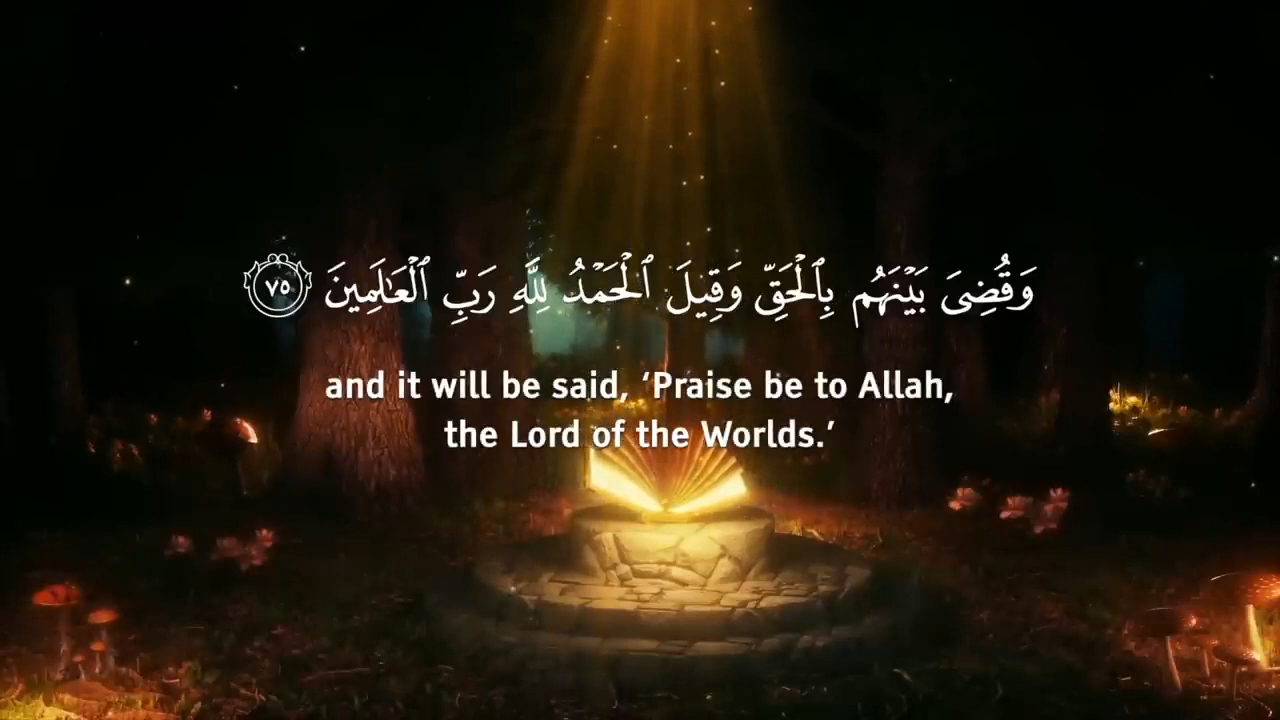 وَقُضِىَ بَيْنَهُم بِٱلْحَقِّ وَقِيلَ ٱلْحَمْدُ لِلَّهِ رَبِّ ٱلْعَـٰلَمِينَ ٧٥
and it will be said, ‘Praise be to Allah,
the Lord of the Worlds.’